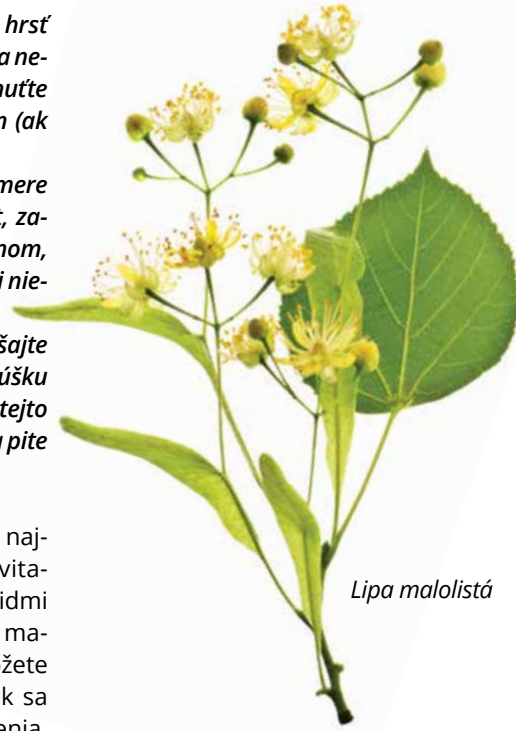 hrsť
a ne-
nuťte
(ak
mere
t, za-
nom,
i nie-
šajte
úšku
tejto
pite
naj-
vita-
idmi
ma-
ožete
k sa
enia.
Lipa malolistá